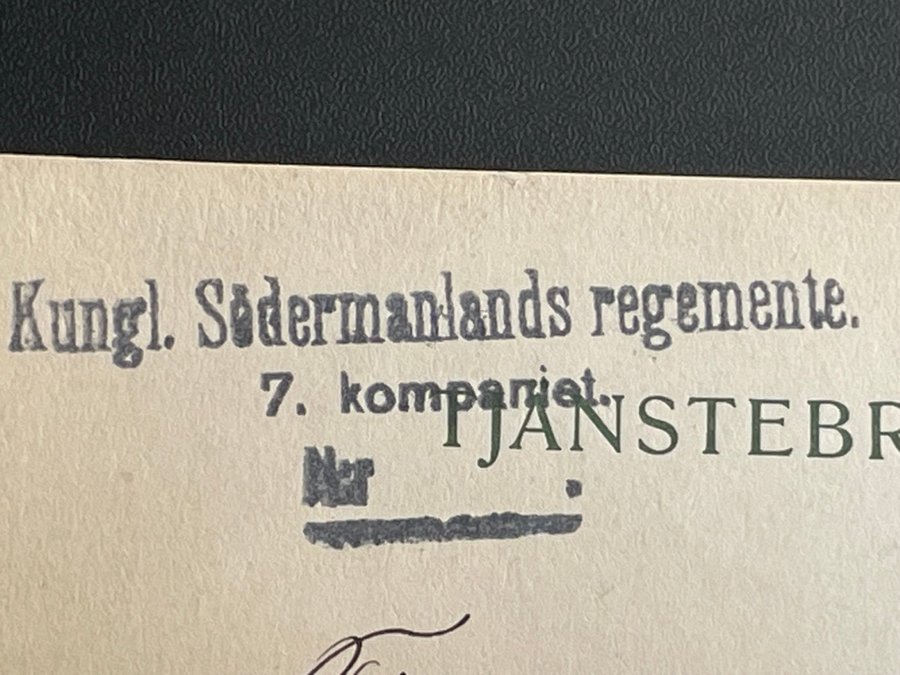 Kungl. Södermanlands regemente.
7. kompaniet.
TJÄNSTEBR
N:r .